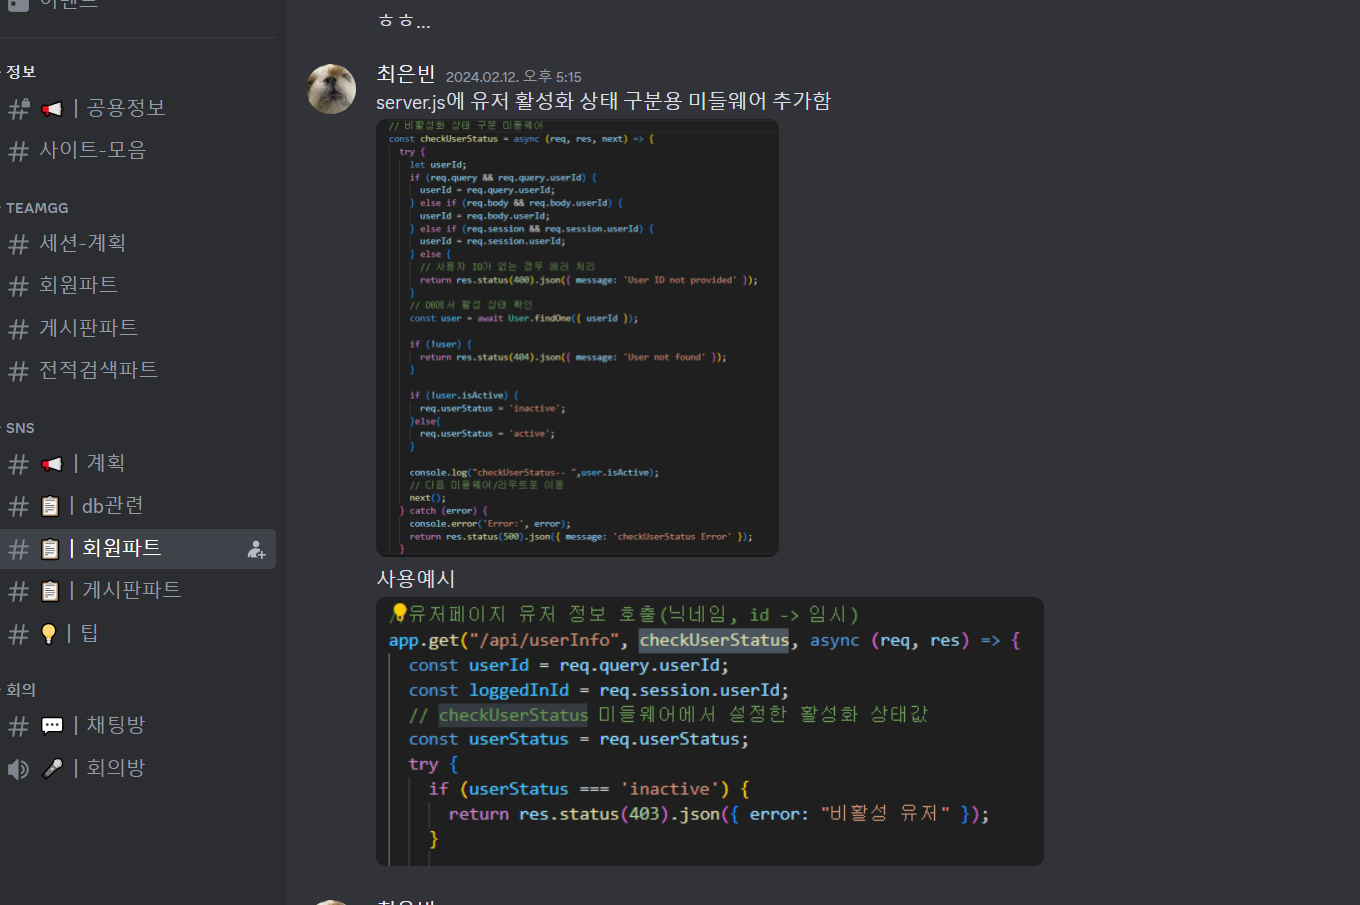 이벤트
정보
공용정보
사이트-모음
TEAMGG
세션-계획
회원파트
게시판파트
전적검색파트
SNS
계획
db관련
회원파트
게시판파트
팁
회의
채팅방
회의방
ㅎㅎ...
최은빈 2024.02.12. 오후 5:15
server.js에 유저 활성화 상태 구분용 미들웨어 추가함
// 비활성화 상태 구분 미들웨어
const checkUserStatus = async (req, res, next) => {
try {
let userId;
if (req.query && req.query.userId) {
userId = req.query.userId;
} else if (req.body && req.body.userId) {
userId = req.body.userId;
} else if (req.session && req.session.userId) {
userId = req.session.userId;
} else {
// 사용자 ID가 없는 경우 에러 처리
return res.status(400).json({ message: 'User ID not provided' });
}
// DB에서 활성 상태 확인
const user = await User.findOne({ userId });
if (!user) {
return res.status(404).json({ message: 'User not found' });
}
if (!user.isActive) {
req.userStatus = 'inactive';
}else{
req.userStatus = 'active';
}
console.log("checkUserStatus-- ",user.isActive);
// 다음 미들웨어/라우트로 이동
next();
} catch (error) {
console.error('Error:', error);
return res.status(500).json({ message: 'checkUserStatus Error' });
}
사용예시
유저페이지 유저 정보 호출(닉네임, id -> 임시)
app.get("/api/userInfo", checkUserStatus, async (req, res) => {
const userId = req.query.userId;
const loggedInId = req.session.userId;
// checkUserStatus 미들웨어에서 설정한 활성화 상태값
const userStatus = req.userStatus;
try {
if (userStatus === 'inactive') {
return res.status(403).json({ error: "비활성 유저" });
}
최은빈